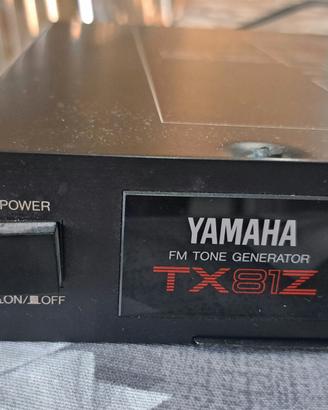 POWER
ON/OFF
YAMAHA
FM TONE GENERATOR
TX81Z